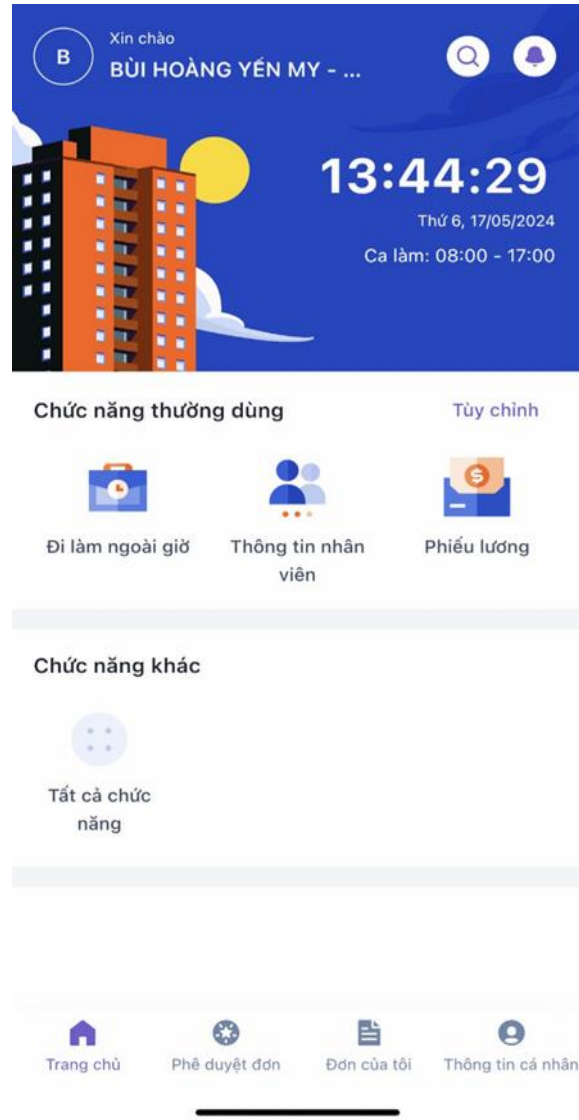 B
Xin chào
BÙI HOÀNG YẾN MY - ...
13:44:29
Thứ 6, 17/05/2024
Ca làm: 08:00 - 17:00
Chức năng thường dùng
Tùy chỉnh
Đi làm ngoài giờ
Thông tin nhân
viên
Phiếu lương
Chức năng khác
Tất cả chức
năng
Trang chủ
Phê duyệt đơn
Đơn của tôi
Thông tin cá nhân